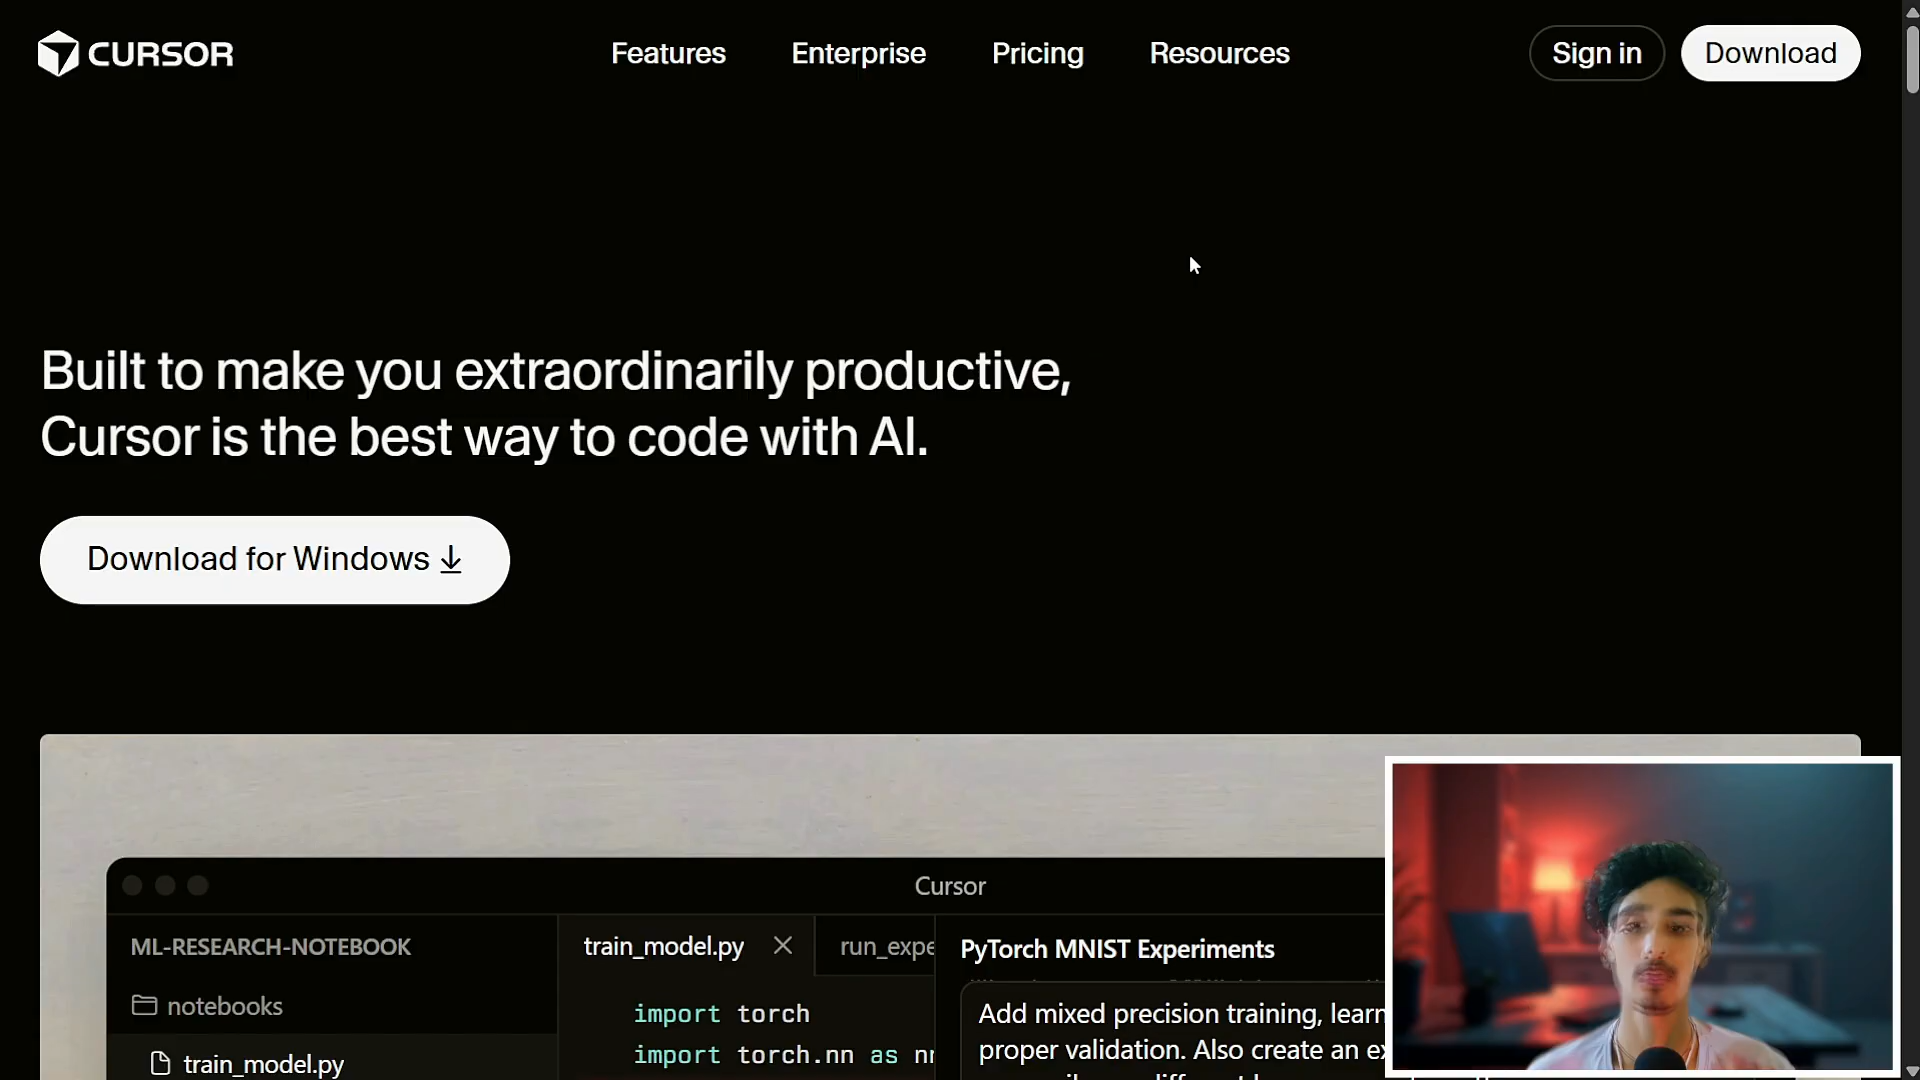 CURSOR
Features
Enterprise
Pricing
Resources
Sign in
Download
Built to make you extraordinarily productive,
Cursor is the best way to code with AI.
Download for Windows
Cursor
ML-RESEARCH-NOTEBOOK
notebooks
train_model.py
train_model.py
run_expe
import torch
import torch.nn as
PyTorch MNIST Experiments
Add mixed precision training, learn
proper validation. Also create an ex